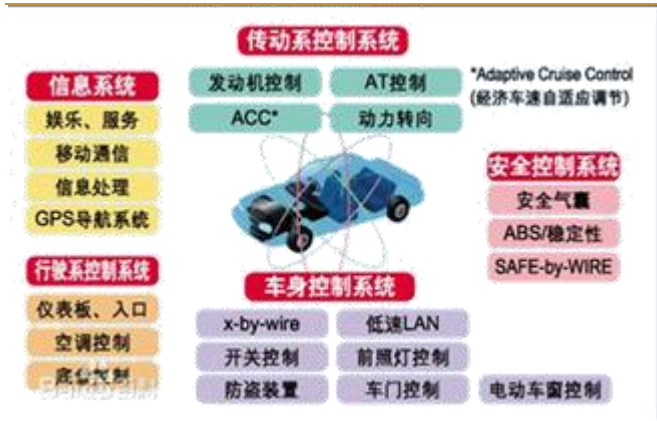 传动系控制系统
发动机控制
AT控制
ACC*
动力转向
*Adaptive Cruise Control
(经济车速自适应调节)
信息系统
娱乐、服务
移动通信
信息处理
GPS导航系统
安全控制系统
安全气囊
ABS/稳定性
SAFE-by-WIRE
行驶系控制系统
仪表板、入口
空调控制
车身控制系统
x-by-wire
低速LAN
开关控制
前照灯控制
防盗装置
车门控制
电动车窗控制